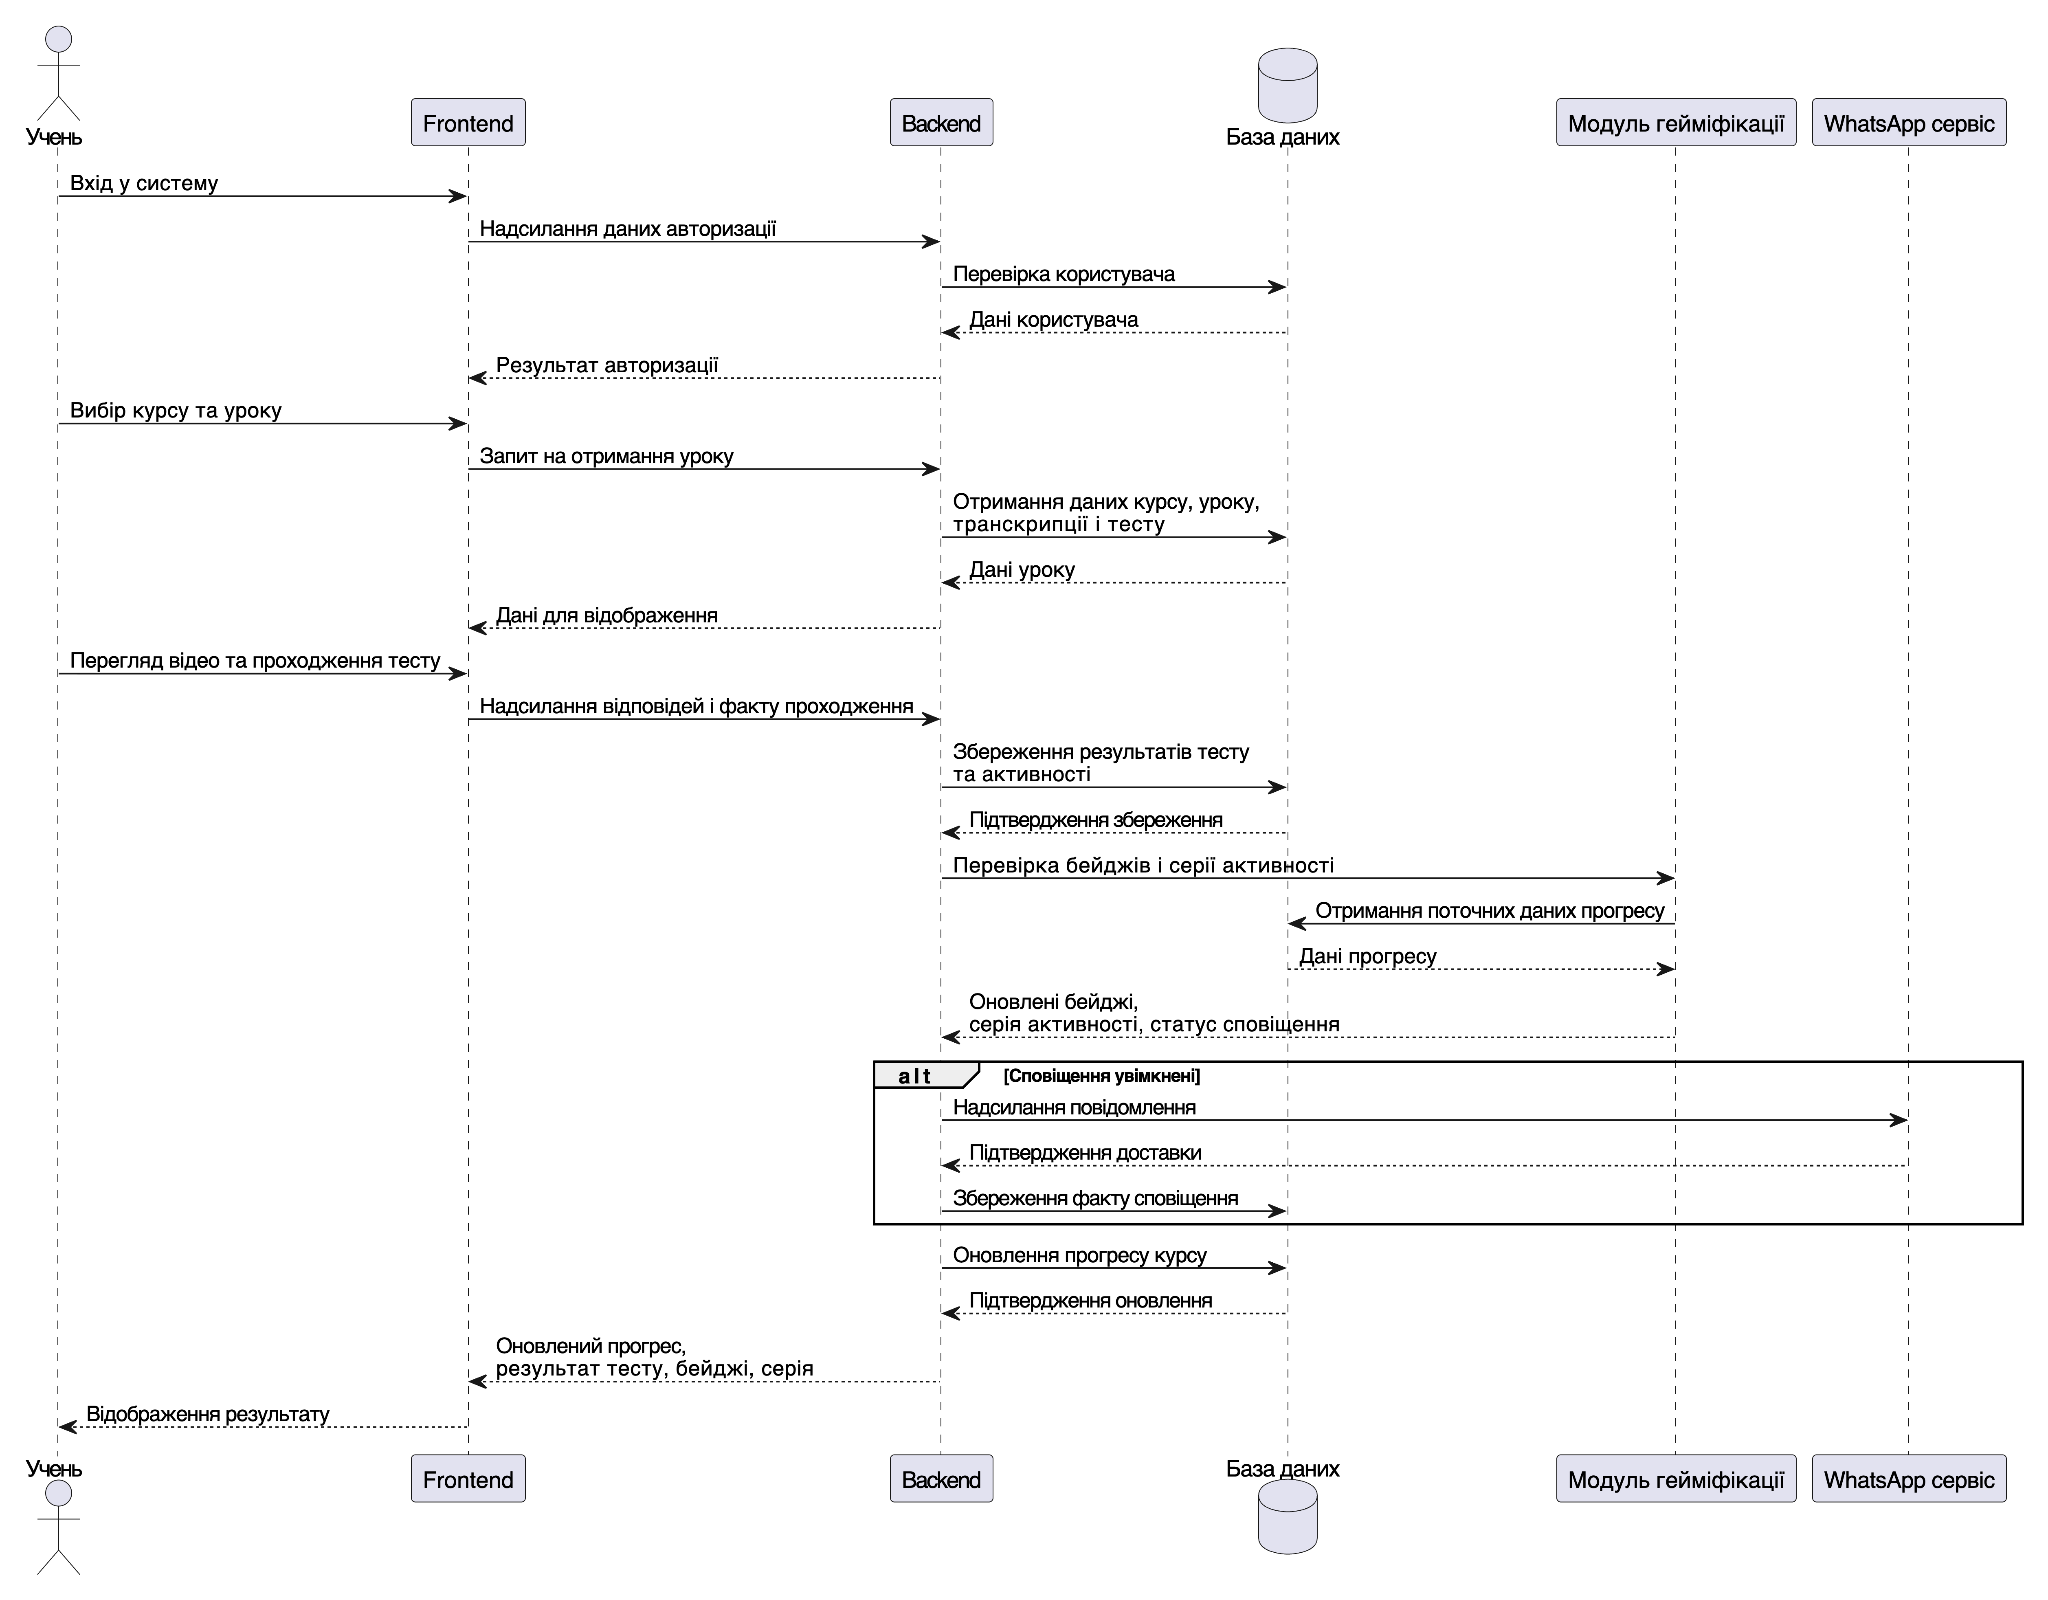 Учень
Frontend
Backend
База даних
Модуль гейміфікації
WhatsApp сервіс
Вхід у систему
Надсилання даних авторизації
Перевірка користувача
Дані користувача
Результат авторизації
Вибір курсу та уроку
Запит на отримання уроку
Отримання даних курсу, уроку,
транскрипції і тесту
Дані уроку
Дані для відображення
Перегляд відео та проходження тесту
Надсилання відповідей і факту проходження
Збереження результатів тесту
та активності
Підтвердження збереження
Перевірка бейджів і серії активності
Отримання поточних даних прогресу
Дані прогресу
Оновлені бейджі,
серія активності, статус сповіщення
alt
[Сповіщення увімкнені]
Надсилання повідомлення
Підтвердження доставки
Збереження факту сповіщення
Оновлення прогресу курсу
Підтвердження оновлення
Оновлений прогрес,
результат тесту, бейджі, серія
Відображення результату
Учень
Frontend
Backend
База даних
Модуль гейміфікації
WhatsApp сервіс